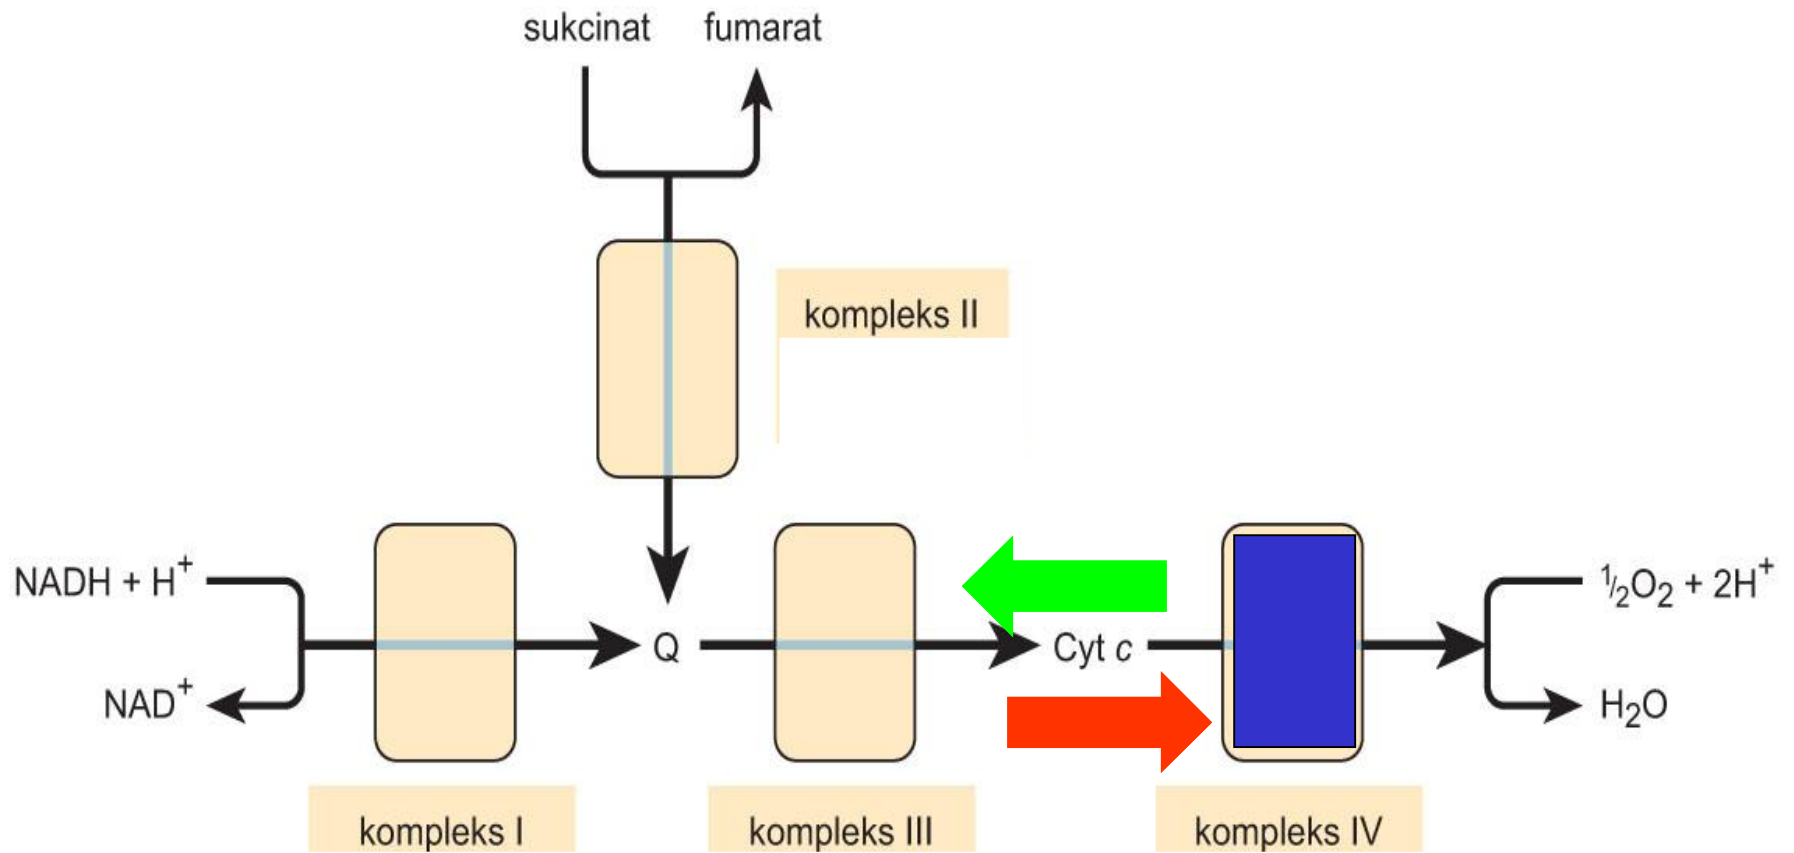 sukcinat fumarat
kompleks II
NADH + H⁺
NAD⁺
Q
Cyt c
½O₂ + 2H⁺
H₂O
kompleks I
kompleks III
kompleks IV